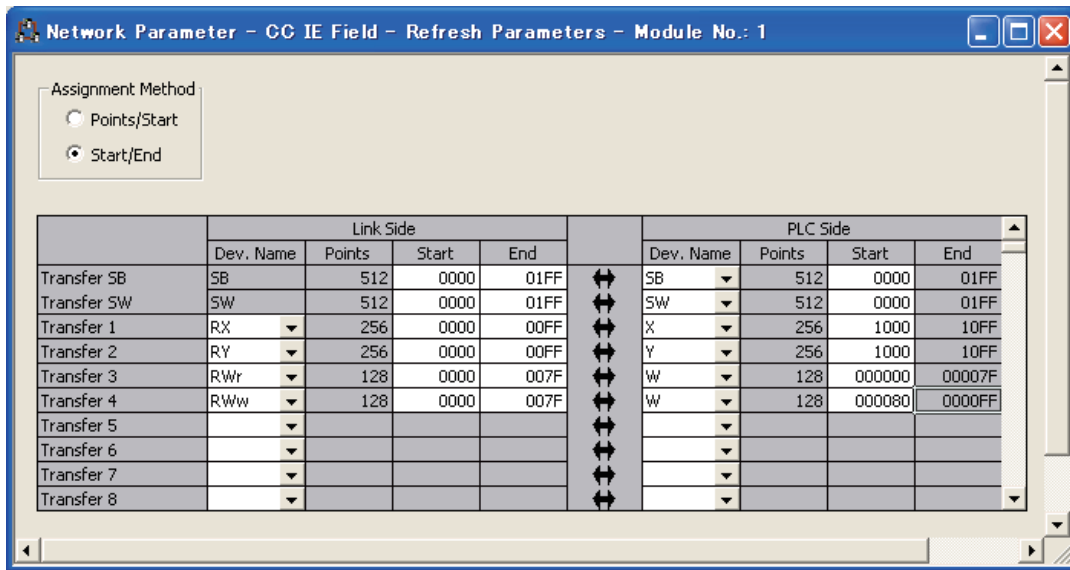 Network Parameter - CC IE Field - Refresh Parameters - Module No.: 1
Assignment Method
Points/Start
Start/End
Link Side PLC Side
Dev. Name Points Start End Dev. Name Points Start End
Transfer SB SB 512 0000 01FF SB 512 0000 01FF
Transfer SW SW 512 0000 01FF SW 512 0000 01FF
Transfer 1 RX 256 0000 00FF X 256 1000 10FF
Transfer 2 RY 256 0000 00FF Y 256 1000 10FF
Transfer 3 RWr 128 0000 007F W 128 000000 00007F
Transfer 4 RWw 128 0000 007F W 128 000080 0000FF
Transfer 5
Transfer 6
Transfer 7
Transfer 8